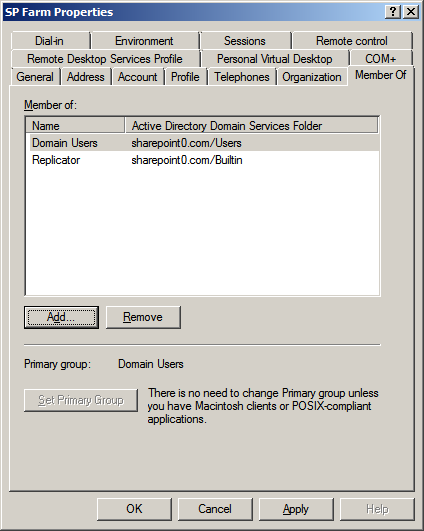 SP Farm Properties
Dial-in Environment Sessions Remote control
Remote Desktop Services Profile Personal Virtual Desktop COM+
General Address Account Profile Telephones Organization Member Of
Member of:
Name Active Directory Domain Services Folder
Domain Users sharepoint0.com/Users
Replicator sharepoint0.com/Builtin
Add... Remove
Primary group: Domain Users
Set Primary Group
There is no need to change Primary group unless
you have Macintosh clients or POSIX-compliant
applications.
OK Cancel Apply Help